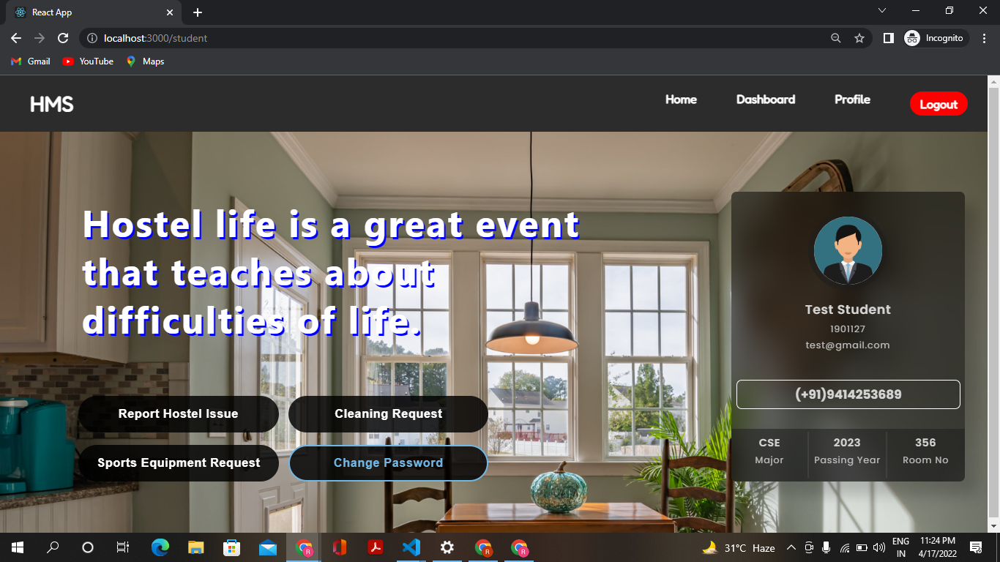 React App
localhost:3000/student
Incognito
Gmail
YouTube
Maps
HMS
Home
Dashboard
Profile
Logout
Hostel life is a great event
that teaches about
difficulties of life.
Report Hostel Issue
Cleaning Request
Sports Equipment Request
Change Password
Test Student
1901127
test@gmail.com
(+91)9414253689
CSE
Major
2023
Passing Year
356
Room No
31°C Haze
ENG
IN
11:24 PM
4/17/2022